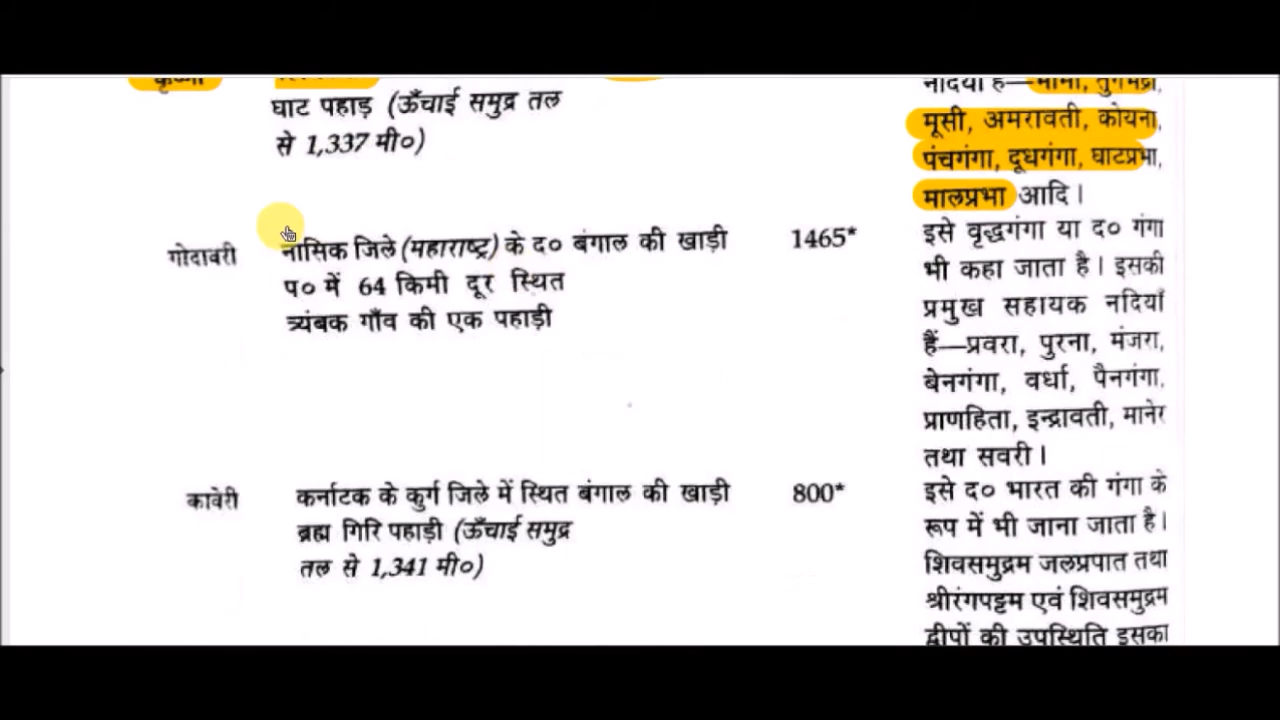 कृष्णा
घाट पहाड़ (ऊँचाई समुद्र तल
से 1,337 मी०)
नदियाँ हैं—भीमा, तुंगभद्रा,
मूसी, अमरावती, कोयना,
पंचगंगा, दूधगंगा, घाटप्रभा,
मालप्रभा आदि।
गोदावरी
नासिक जिले (महाराष्ट्र) के द०
प० में 64 किमी दूर स्थित
त्र्यंबक गाँव की एक पहाड़ी
बंगाल की खाड़ी
1465*
इसे वृद्धगंगा या द० गंगा
भी कहा जाता है। इसकी
प्रमुख सहायक नदियाँ
हैं—प्रवरा, पुरना, मंजरा,
बेनगंगा, वर्धा, पैनगंगा,
प्राणहिता, इन्द्रावती, मानेर
तथा सवरी।
कावेरी
कर्नाटक के कुर्ग जिले में स्थित
ब्रह्म गिरि पहाड़ी (ऊँचाई समुद्र
तल से 1,341 मी०)
बंगाल की खाड़ी
800*
इसे द० भारत की गंगा के
रूप में भी जाना जाता है।
शिवसमुद्रम जलप्रपात तथा
श्रीरंगपट्टम एवं शिवसमुद्रम
द्वीपों की उपस्थिति इसका